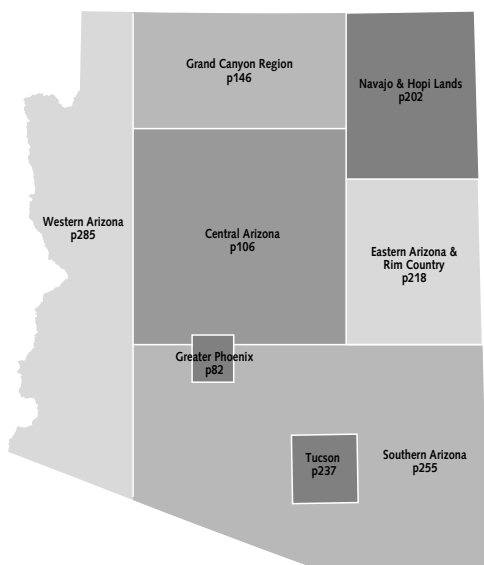 Grand Canyon Region
p146
Navajo & Hopi Lands
p202
Western Arizona
p285
Central Arizona
p106
Eastern Arizona &
Rim Country
p218
Greater Phoenix
p82
Tucson
p237
Southern Arizona
p255